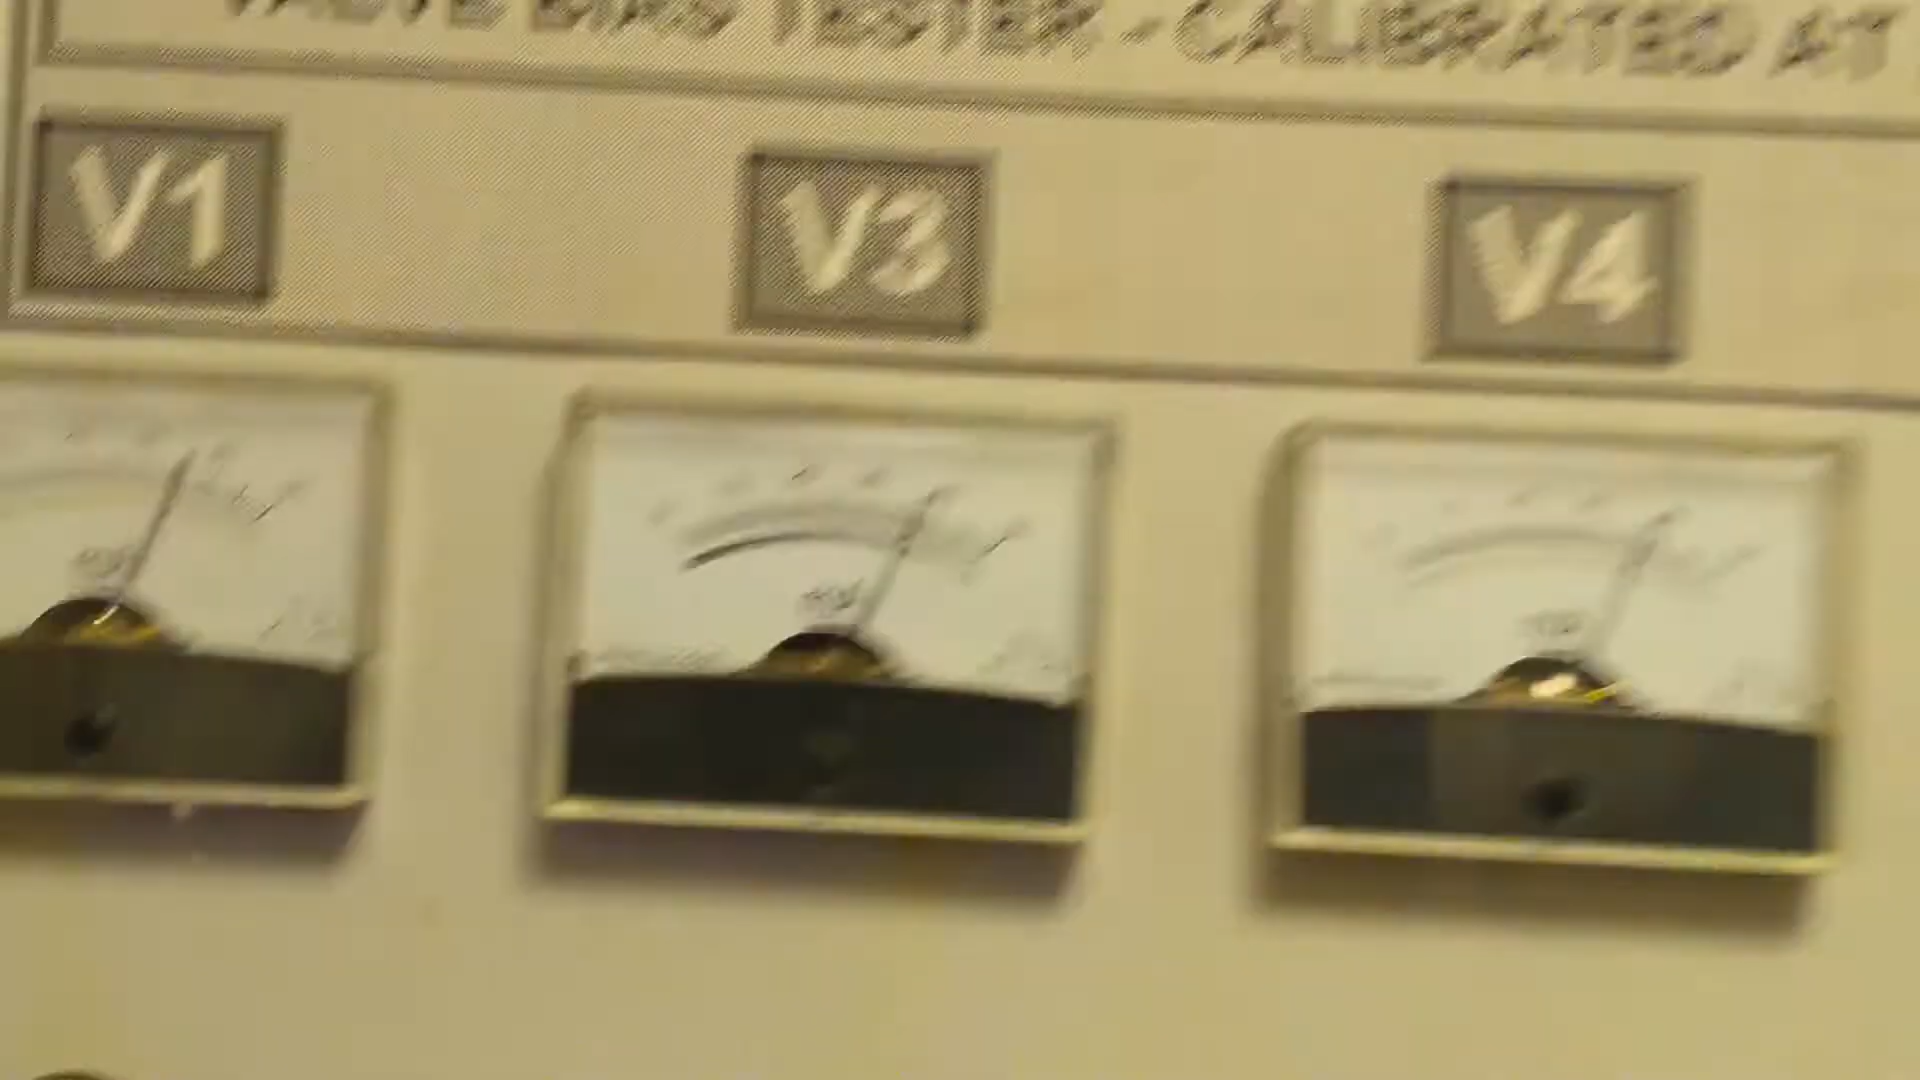 VALVE BIAS TESTER - CALIBRATED AT
V1 V3 V4